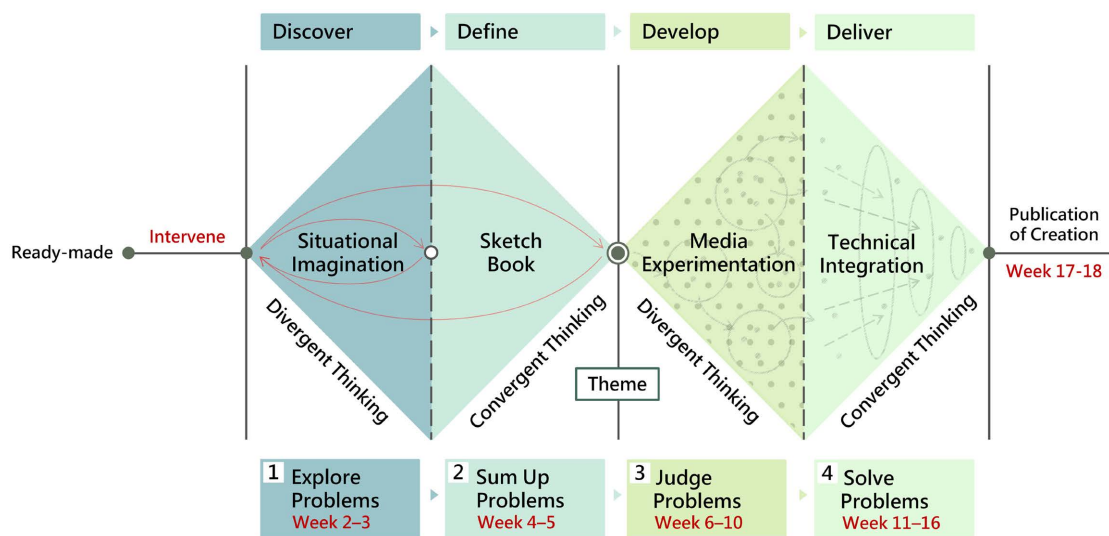 Discover
Define
Develop
Deliver
Ready-made
Intervene
Situational
Imagination
Sketch
Book
Media
Experimentation
Technical
Integration
Publication
of Creation
Week 17-18
Divergent Thinking
Convergent Thinking
Theme
Divergent Thinking
Convergent Thinking
1 Explore
Problems
Week 2–3
2 Sum Up
Problems
Week 4–5
3 Judge
Problems
Week 6–10
4 Solve
Problems
Week 11–16